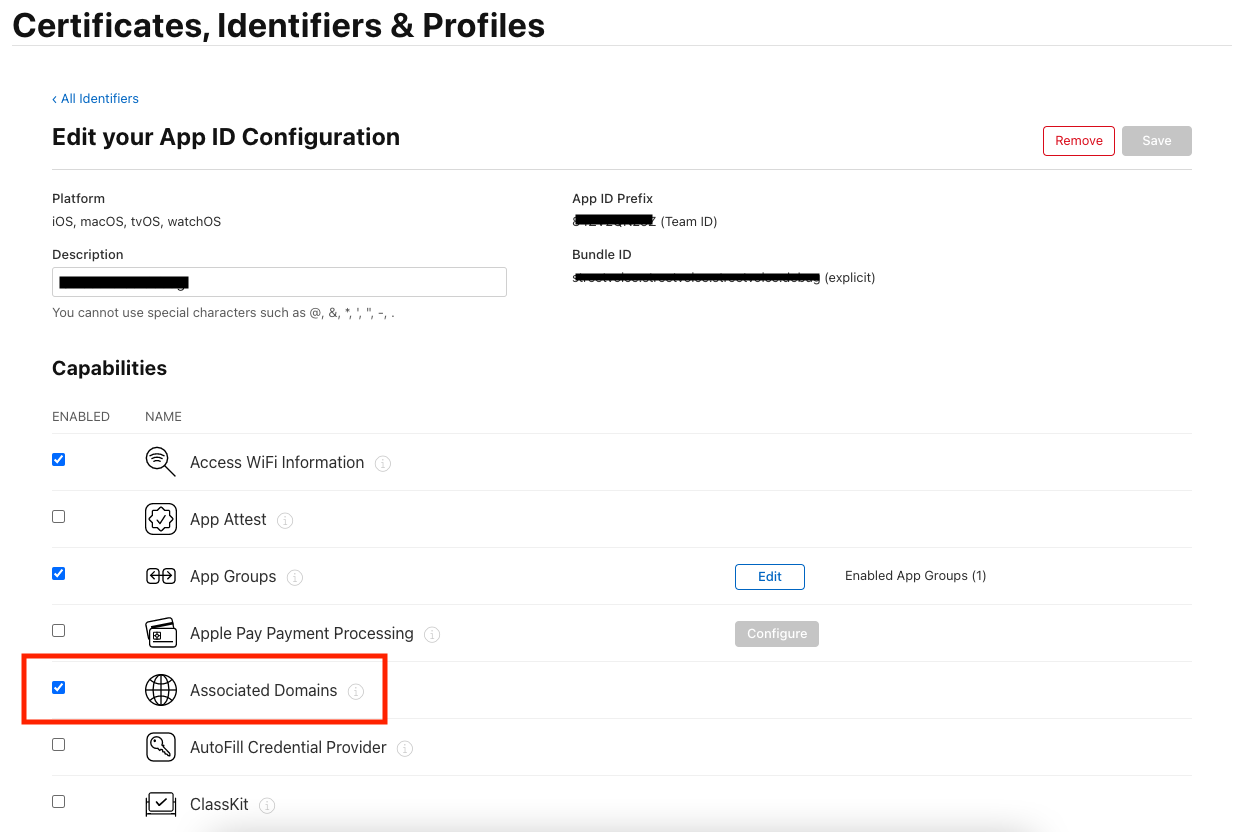 Certificates, Identifiers & Profiles
‹ All Identifiers
Edit your App ID Configuration
Remove
Save
Platform
App ID Prefix
iOS, macOS, tvOS, watchOS
(Team ID)
Description
Bundle ID
(explicit)
You cannot use special characters such as @, &, *, ', ", -, .
Capabilities
ENABLED NAME
Access WiFi Information
App Attest
App Groups Edit Enabled App Groups (1)
Apple Pay Payment Processing Configure
Associated Domains
AutoFill Credential Provider
ClassKit